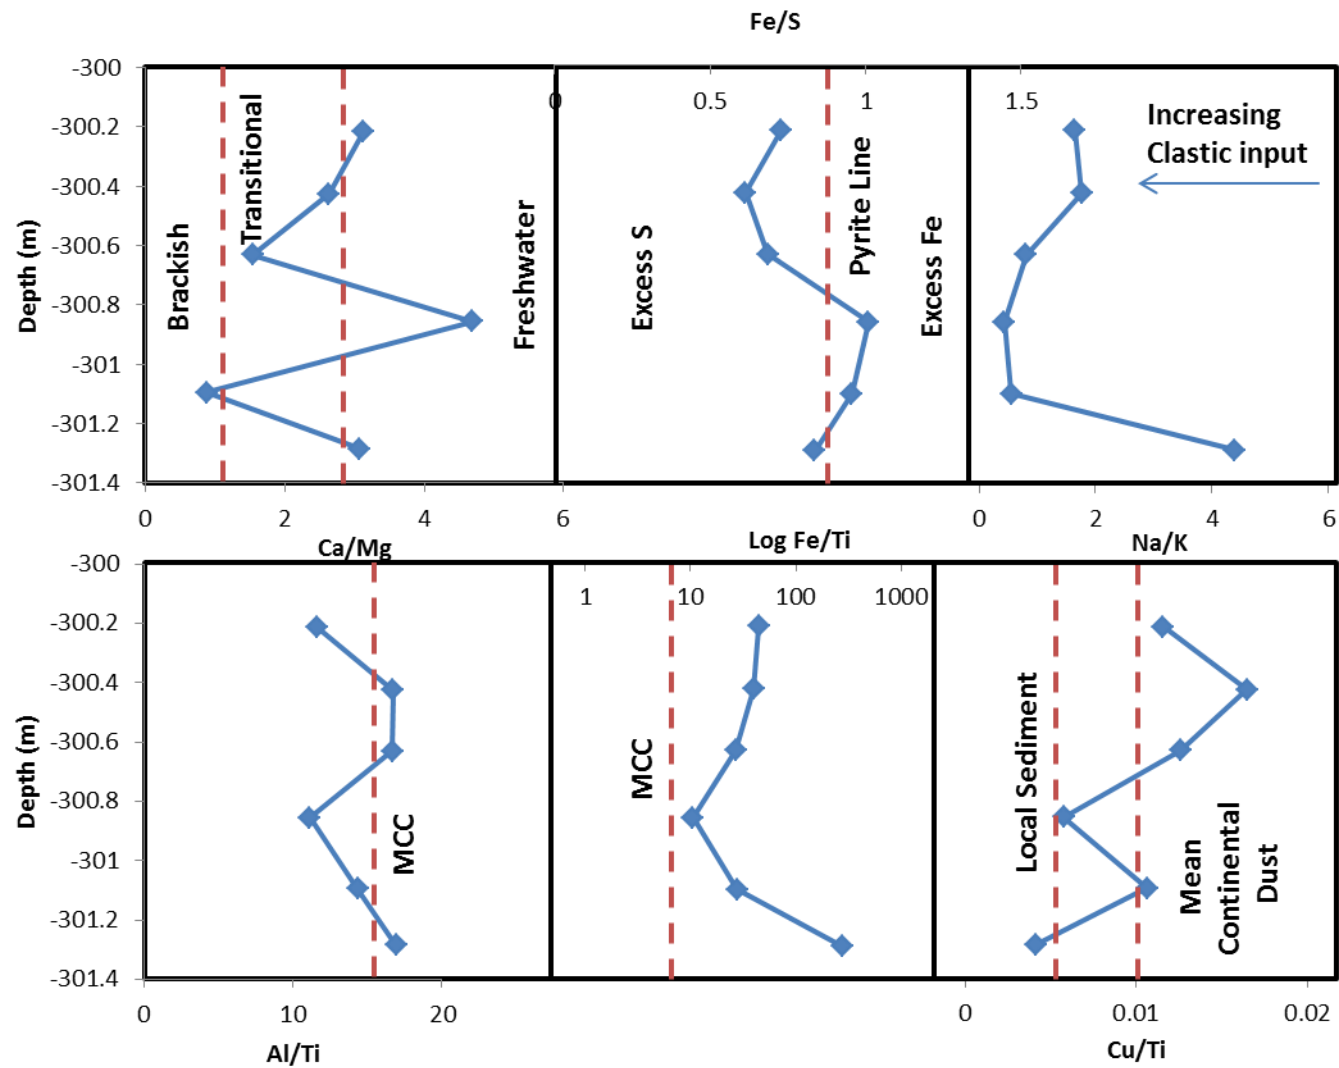 Fe/S
-300
-300.2
-300.4
-300.6
-300.8
-301
-301.2
-301.4
Depth (m)
Brackish
Transitional
Freshwater
0 0.5 1 1.5
Excess S
Pyrite Line
Excess Fe
Increasing
Clastic input
0 2 4 6
0 2 4 6
Ca/Mg
Log Fe/Ti
Na/K
-300
-300.2
-300.4
-300.6
-300.8
-301
-301.2
-301.4
Depth (m)
MCC
1 10 100 1000
MCC
Local Sediment
Mean
Continental
Dust
0 10 20
0 0.01 0.02
Al/Ti
Cu/Ti